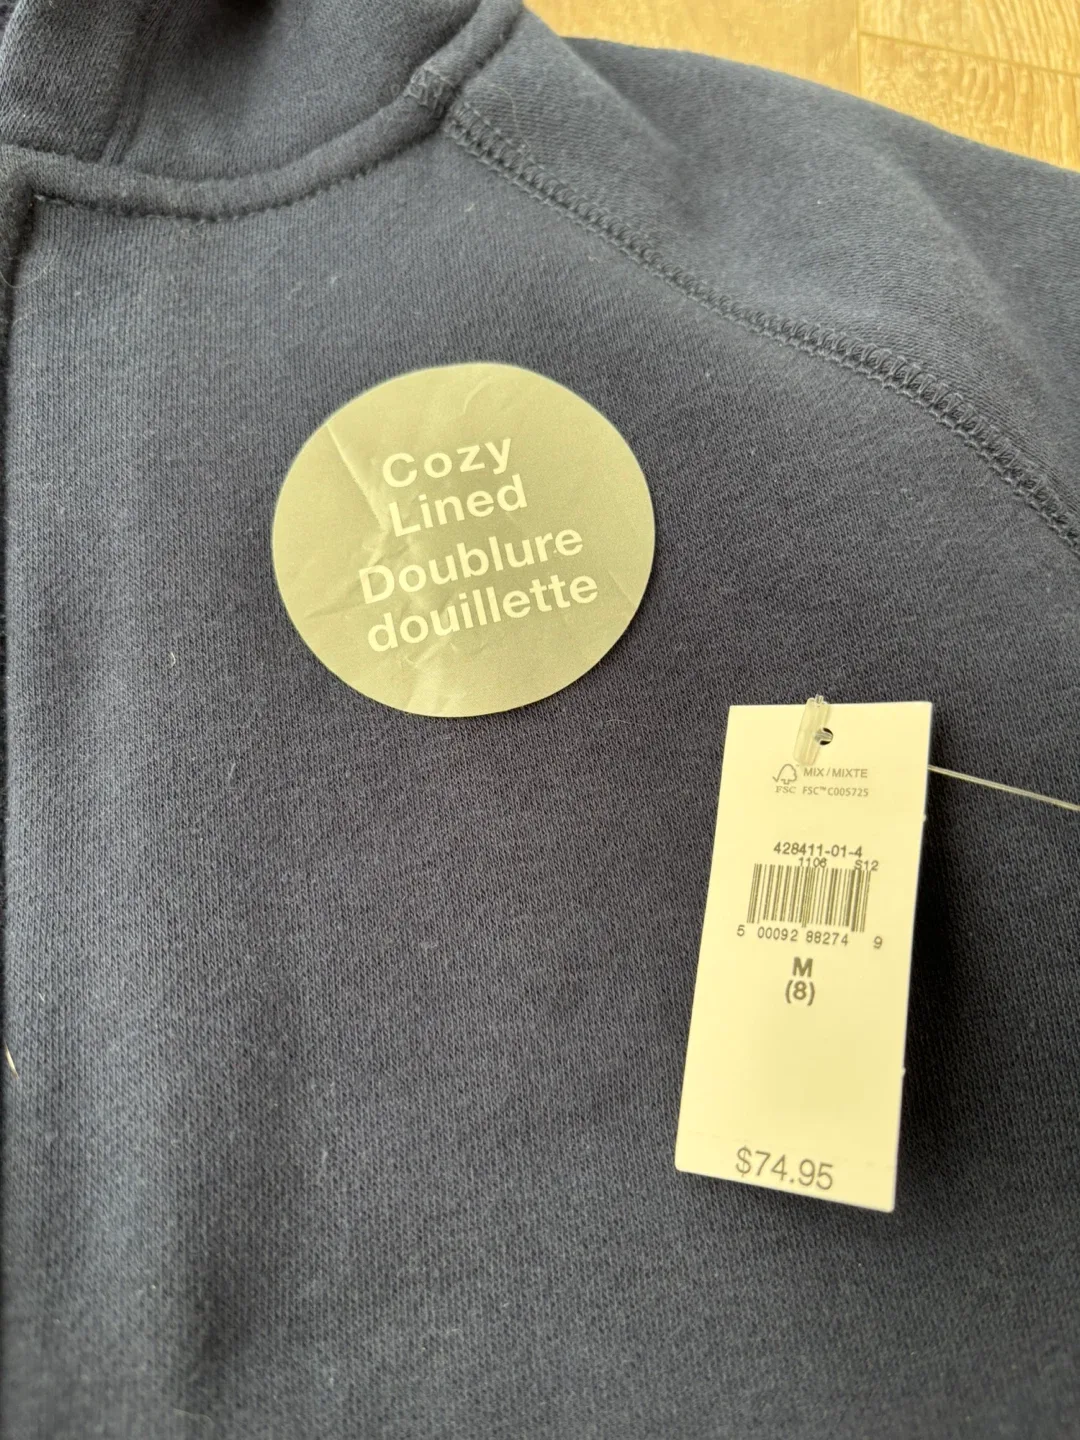 Cozy
Lined
Doublure
douillette
MIX / MIXTE
FSC FSC™ C005725
428411-01-4
1106 S12
5 00092 88274 9
M
(8)
$74.95